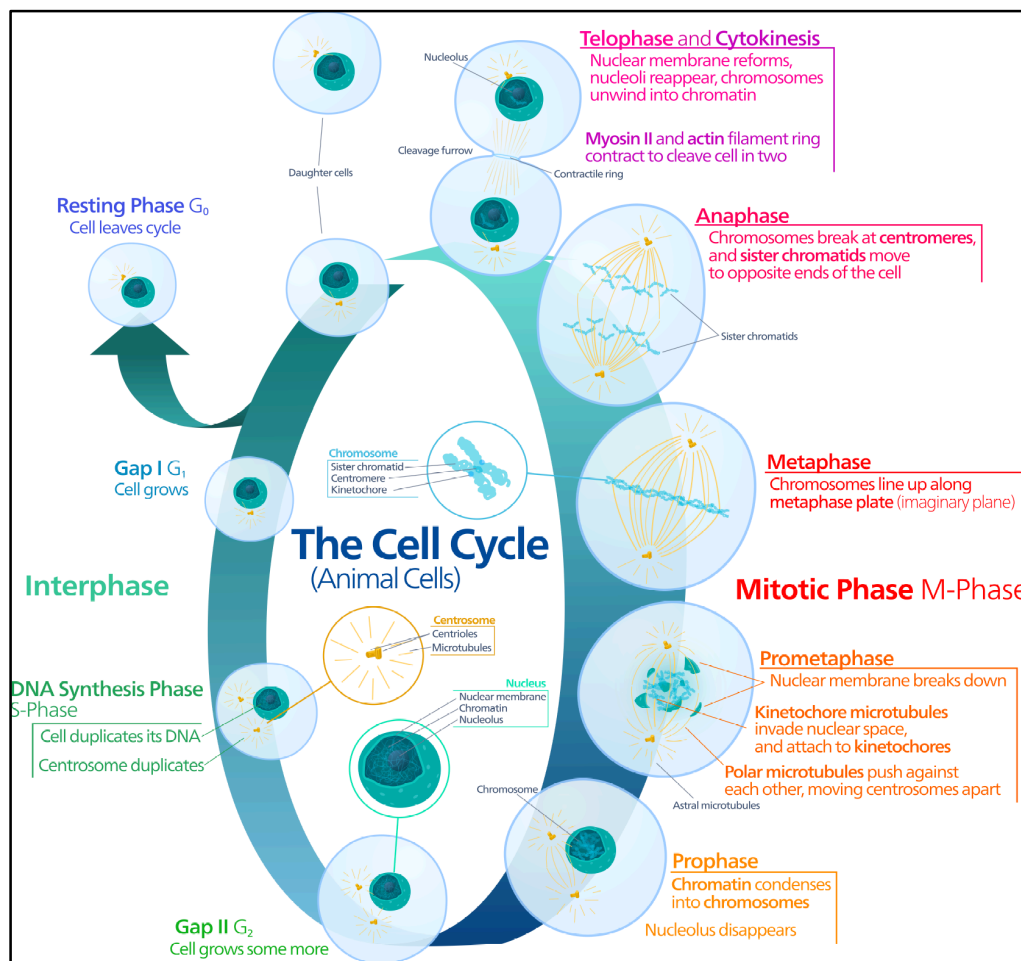 Telophase and Cytokinesis
Nuclear membrane reforms,
nucleoli reappear, chromosomes
unwind into chromatin
Myosin II and actin filament ring
contract to cleave cell in two
Nucleolus
Cleavage furrow
Contractile ring
Daughter cells
Resting Phase G₀
Cell leaves cycle
Anaphase
Chromosomes break at centromeres,
and sister chromatids move
to opposite ends of the cell
Sister chromatids
Gap I G₁
Cell grows
Chromosome
Sister chromatid
Centromere
Kinetochore
Metaphase
Chromosomes line up along
metaphase plate (imaginary plane)
The Cell Cycle
(Animal Cells)
Interphase
Mitotic Phase M-Phase
Centrosome
Centrioles
Microtubules
Prometaphase
Nuclear membrane breaks down
Kinetochore microtubules
invade nuclear space,
and attach to kinetochores
Polar microtubules push against
each other, moving centrosomes apart
Astral microtubules
DNA Synthesis Phase
S-Phase
Cell duplicates its DNA
Centrosome duplicates
Nucleus
Nuclear membrane
Chromatin
Nucleolus
Chromosome
Prophase
Chromatin condenses
into chromosomes
Nucleolus disappears
Gap II G₂
Cell grows some more